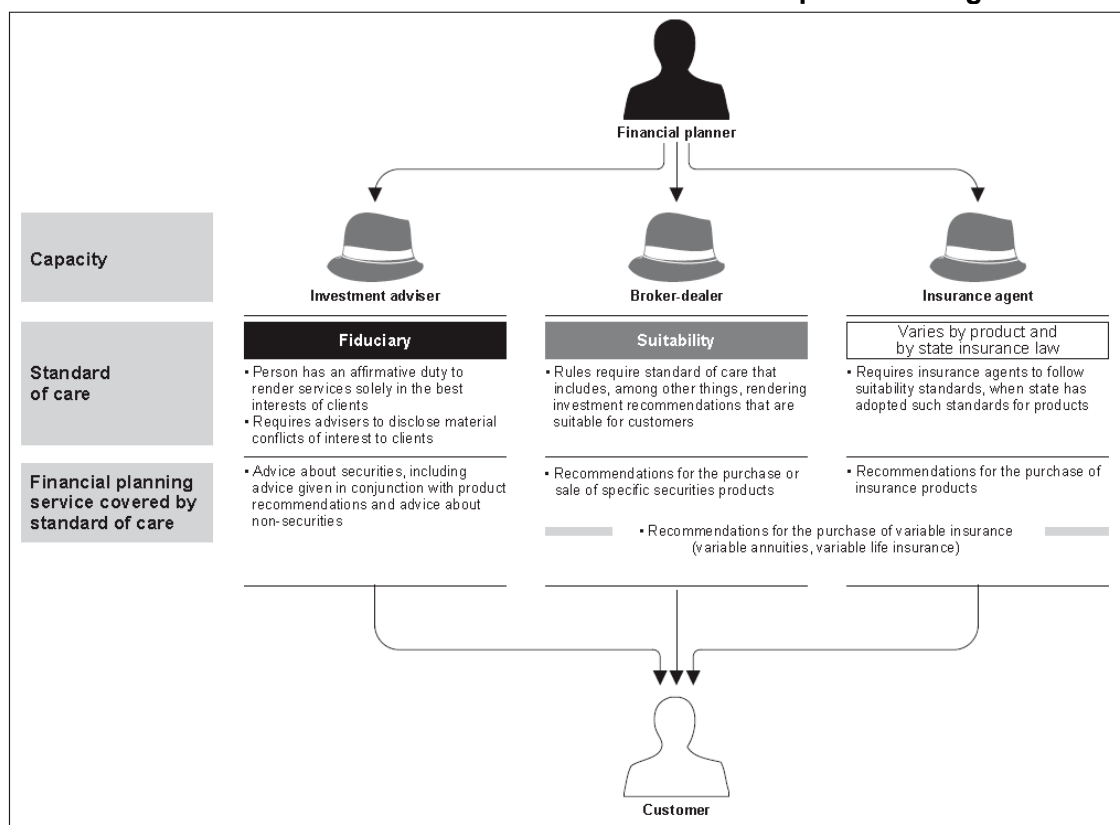 Financial planner
Capacity
Investment adviser
Broker-dealer
Insurance agent
Standard
of care
Fiduciary
▪ Person has an affirmative duty to
render services solely in the best
interests of clients
▪ Requires advisers to disclose material
conflicts of interest to clients
Suitability
▪ Rules require standard of care that
includes, among other things, rendering
investment recommendations that are
suitable for customers
Varies by product and
by state insurance law
▪ Requires insurance agents to follow
suitability standards, when state has
adopted such standards for products
Financial planning
service covered by
standard of care
▪ Advice about securities, including
advice given in conjunction with product
recommendations and advice about
non-securities
▪ Recommendations for the purchase or
sale of specific securities products
▪ Recommendations for the purchase of
insurance products
▪ Recommendations for the purchase of variable insurance
(variable annuities, variable life insurance)
Customer